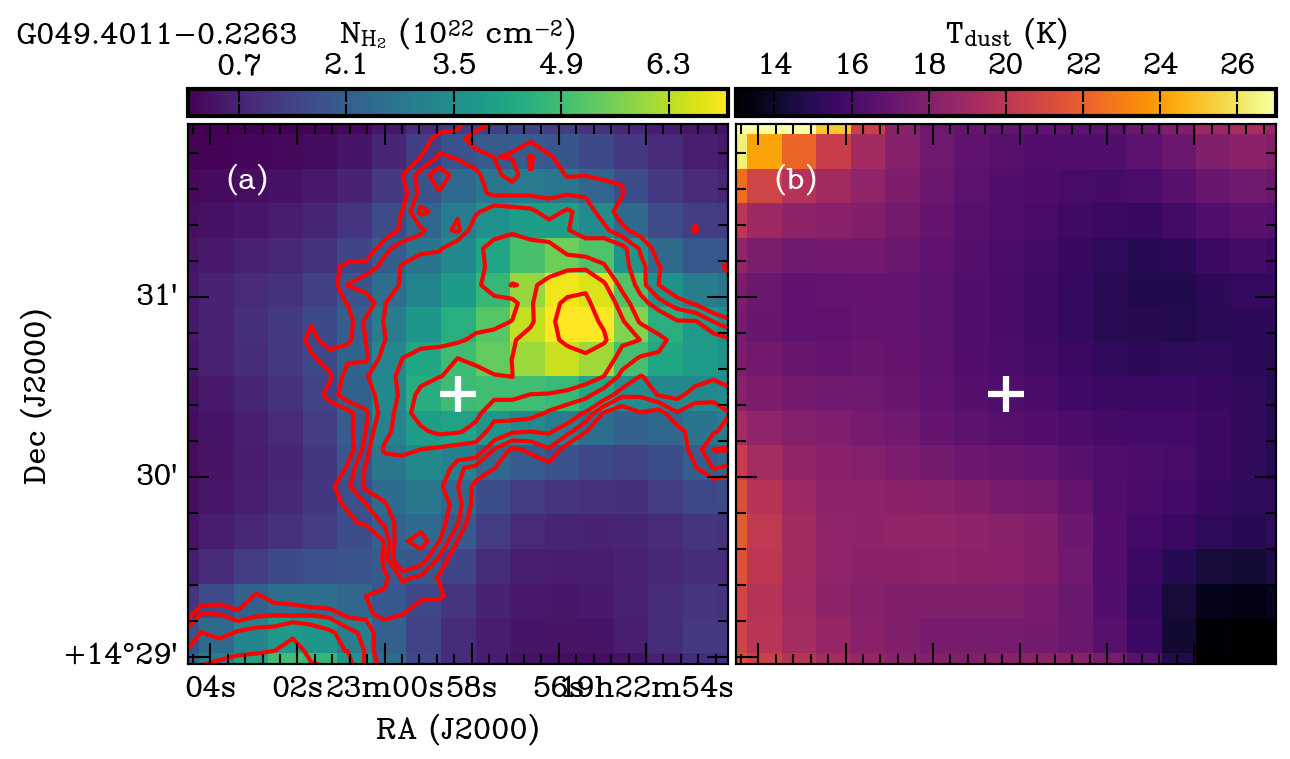 G049.4011−0.2263 N_H₂ (10²² cm⁻²) T_dust (K)
0.7 2.1 3.5 4.9 6.3 14 16 18 20 22 24 26
(a) (b)
31'
30'
+14°29'
Dec (J2000)
04s 02s 23m00s 58s 56s 19h22m54s
RA (J2000)